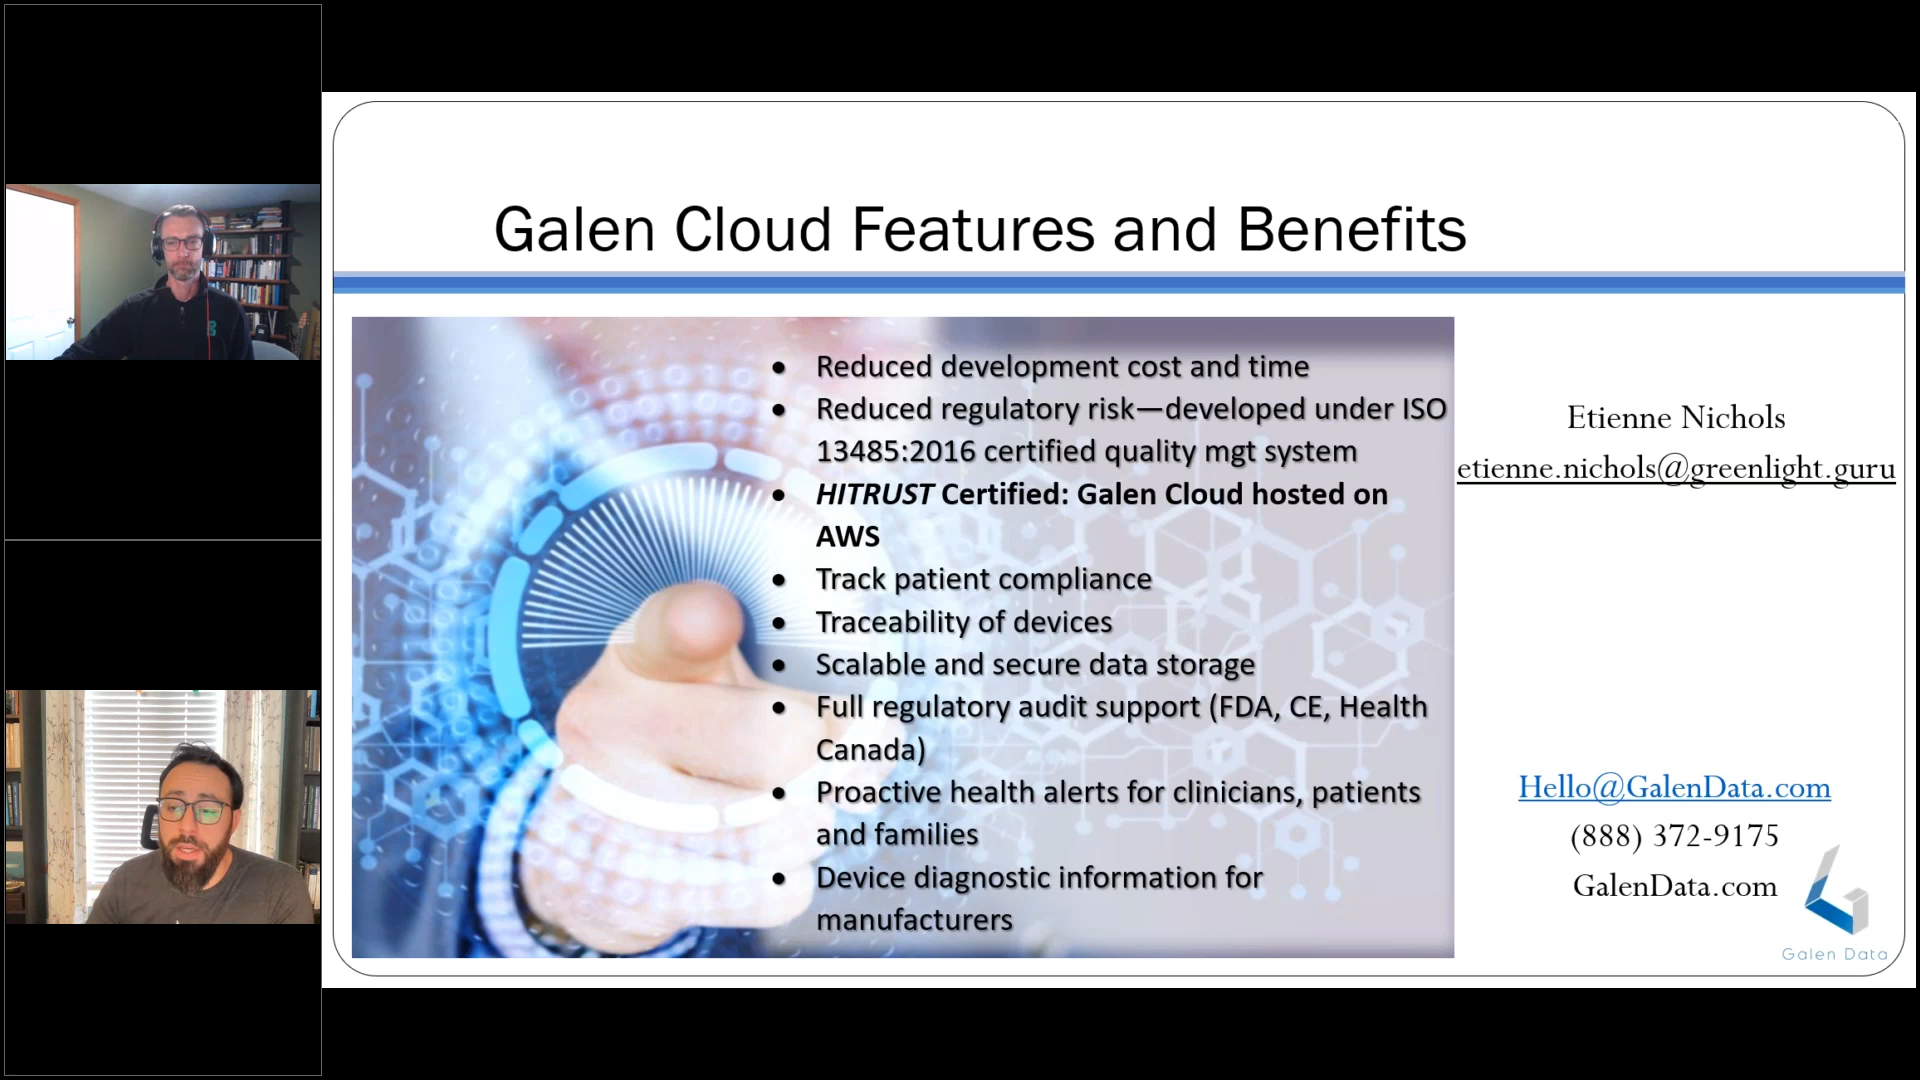 Galen Cloud Features and Benefits
• Reduced development cost and time
• Reduced regulatory risk—developed under ISO
13485:2016 certified quality mgt system
• HITRUST Certified: Galen Cloud hosted on
AWS
• Track patient compliance
• Traceability of devices
• Scalable and secure data storage
• Full regulatory audit support (FDA, CE, Health
Canada)
• Proactive health alerts for clinicians, patients
and families
• Device diagnostic information for
manufacturers
Etienne Nichols
etienne.nichols@greenlight.guru
Hello@GalenData.com
(888) 372-9175
GalenData.com
Galen Data